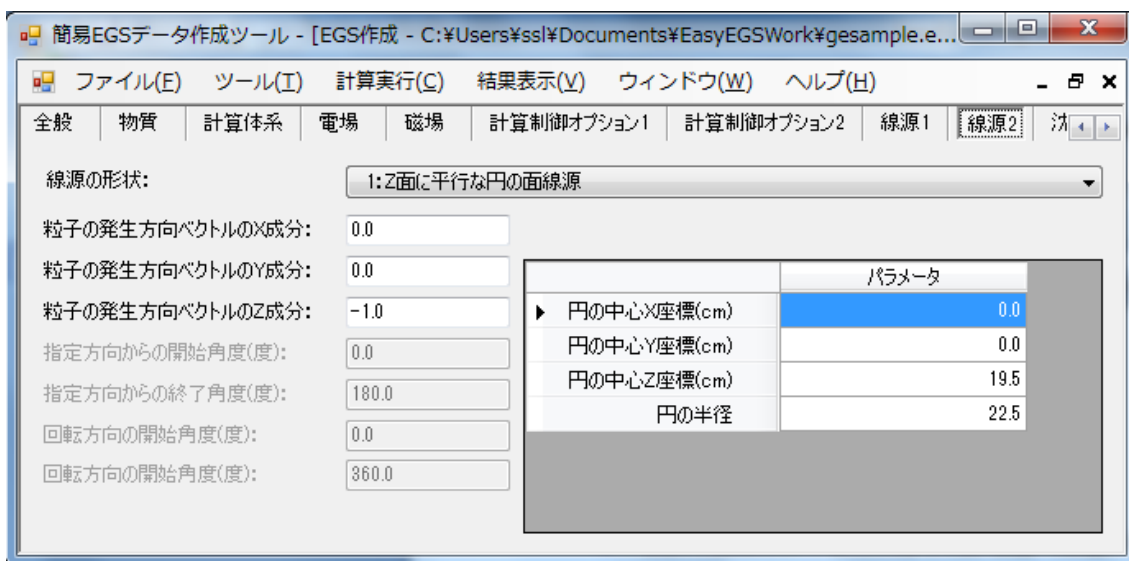 簡易EGSデータ作成ツール - [EGS作成 - C:¥Users¥ssl¥Documents¥EasyEGSWork¥gesample.e...
ファイル(F) ツール(T) 計算実行(C) 結果表示(V) ウィンドウ(W) ヘルプ(H)
全般 物質 計算体系 電場 磁場 計算制御オプション1 計算制御オプション2 線源1 線源2
線源の形状: 1: Z面に平行な円の面線源
粒子の発生方向ベクトルのX成分: 0.0
粒子の発生方向ベクトルのY成分: 0.0
粒子の発生方向ベクトルのZ成分: -1.0
指定方向からの開始角度(度): 0.0
指定方向からの終了角度(度): 180.0
回転方向の開始角度(度): 0.0
回転方向の開始角度(度): 360.0
パラメータ
円の中心X座標(cm) 0.0
円の中心Y座標(cm) 0.0
円の中心Z座標(cm) 19.5
円の半径 22.5